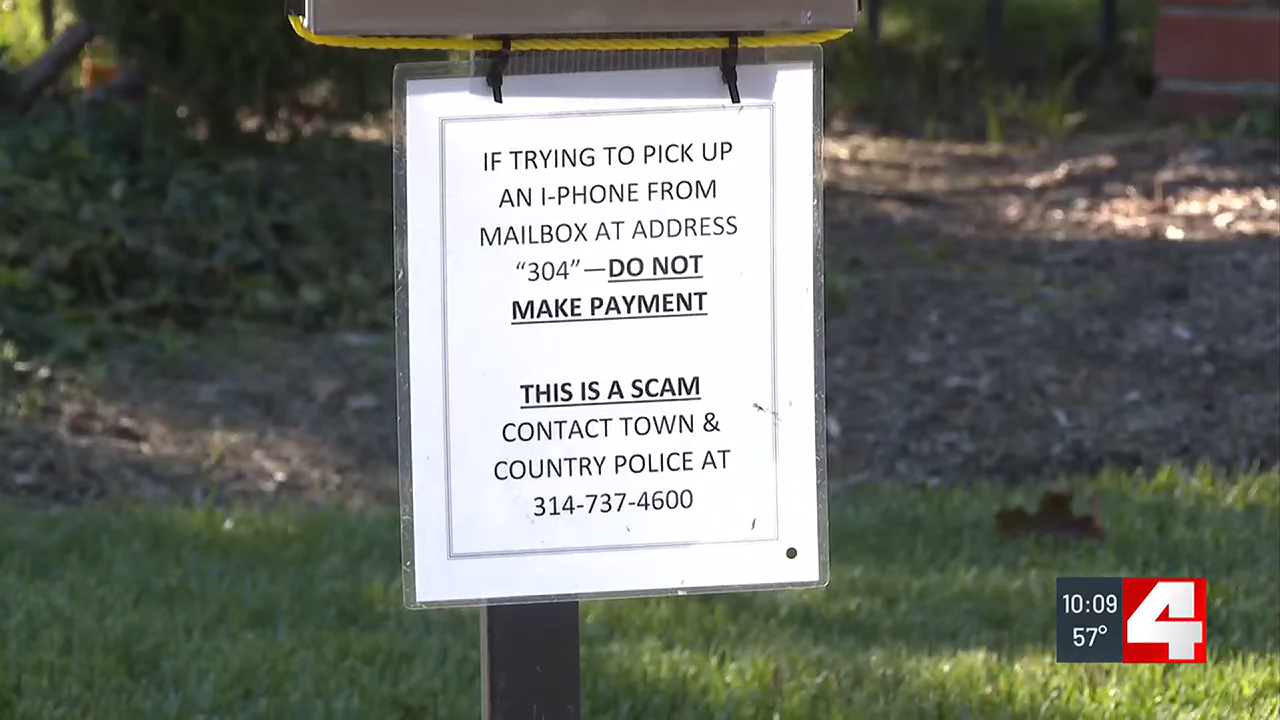 IF TRYING TO PICK UP
AN I-PHONE FROM
MAILBOX AT ADDRESS
“304”—DO NOT
MAKE PAYMENT
THIS IS A SCAM
CONTACT TOWN &
COUNTRY POLICE AT
314-737-4600
10:09
57°
4